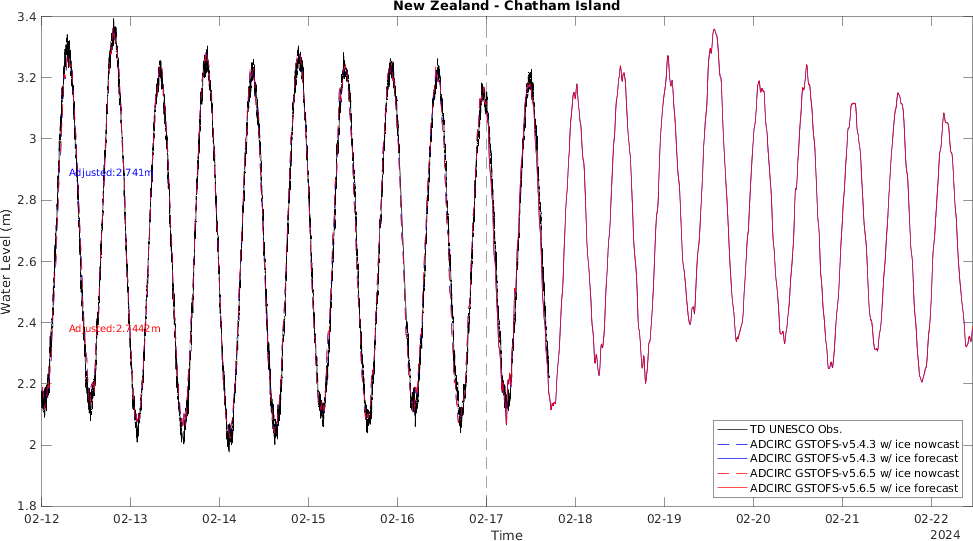 New Zealand - Chatham Island
3.4
3.2
3
2.8
2.6
2.4
2.2
2
1.8
Water Level (m)
Adjusted:2.741m
Adjusted:2.7442m
TD UNESCO Obs.
ADCIRC GSTOFS-v5.4.3 w/ ice nowcast
ADCIRC GSTOFS-v5.4.3 w/ ice forecast
ADCIRC GSTOFS-v5.6.5 w/ ice nowcast
ADCIRC GSTOFS-v5.6.5 w/ ice forecast
02-12 02-13 02-14 02-15 02-16 02-17 02-18 02-19 02-20 02-21 02-22
Time
2024